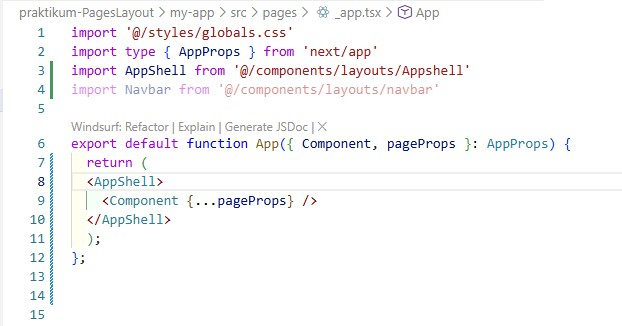 praktikum-PagesLayout > my-app > src > pages > _app.tsx > App
1 import '@/styles/globals.css'
2 import type { AppProps } from 'next/app'
3 import AppShell from '@/components/layouts/Appshell'
4 import Navbar from '@/components/layouts/navbar'
5
Windsurf: Refactor | Explain | Generate JSDoc | X
6 export default function App({ Component, pageProps }: AppProps) {
7 return (
8 <AppShell>
9 <Component {...pageProps} />
10 </AppShell>
11 );
12 };
13
14
15